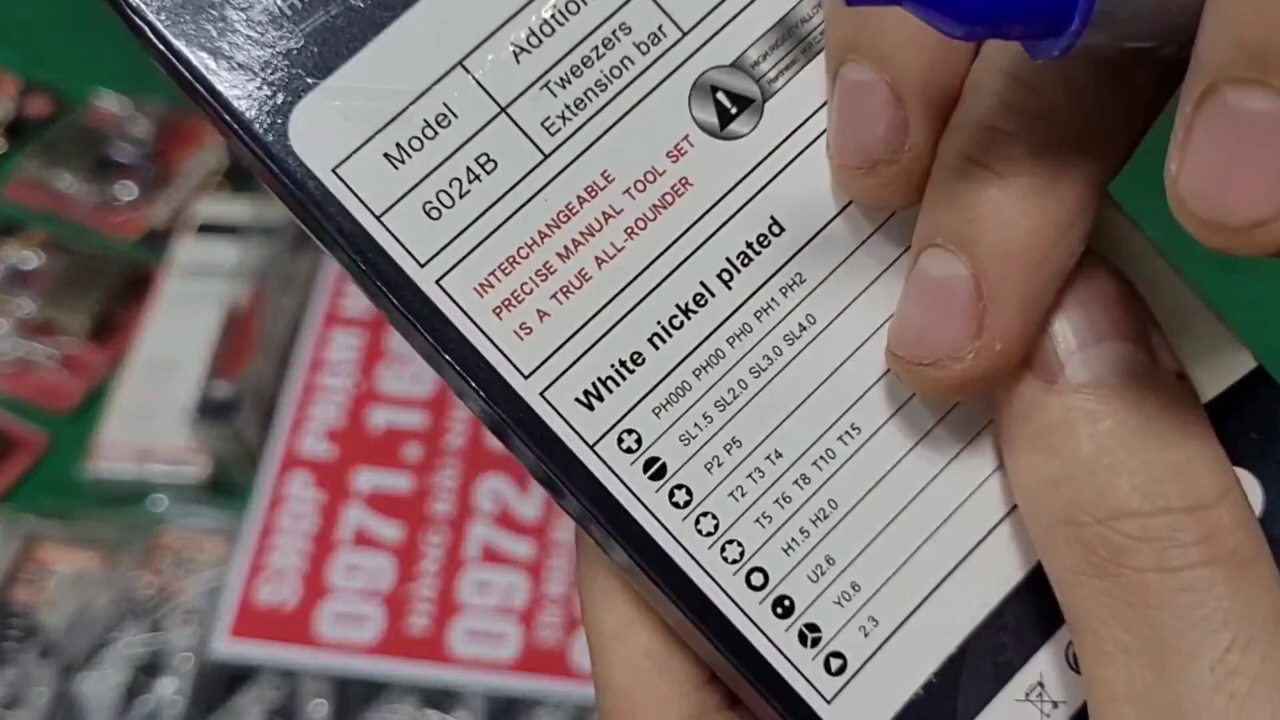 Model
6024B
Tweezers
Extension bar
INTERCHANGEABLE
PRECISE MANUAL TOOL SET
IS A TRUE ALL-ROUNDER
White nickel plated
PH000 PH00 PH0 PH1 PH2
SL1.5 SL2.0 SL3.0 SL4.0
P2 P5
T2 T3 T4
T5 T6 T8 T10 T15
H1.5 H2.0
U2.6
Y0.6
2.3
SHOP
0971.
0972